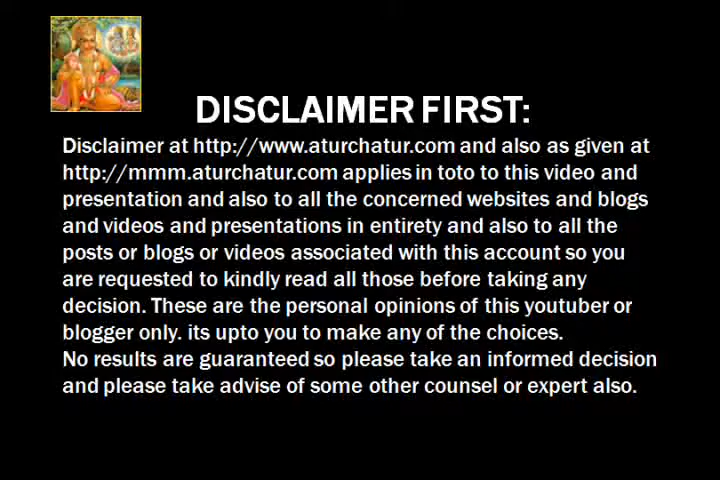 DISCLAIMER FIRST:
Disclaimer at http://www.aturchatur.com and also as given at
http://mmm.aturchatur.com applies in toto to this video and
presentation and also to all the concerned websites and blogs
and videos and presentations in entirety and also to all the
posts or blogs or videos associated with this account so you
are requested to kindly read all those before taking any
decision. These are the personal opinions of this youtuber or
blogger only. its upto you to make any of the choices.
No results are guaranteed so please take an informed decision
and please take advise of some other counsel or expert also.